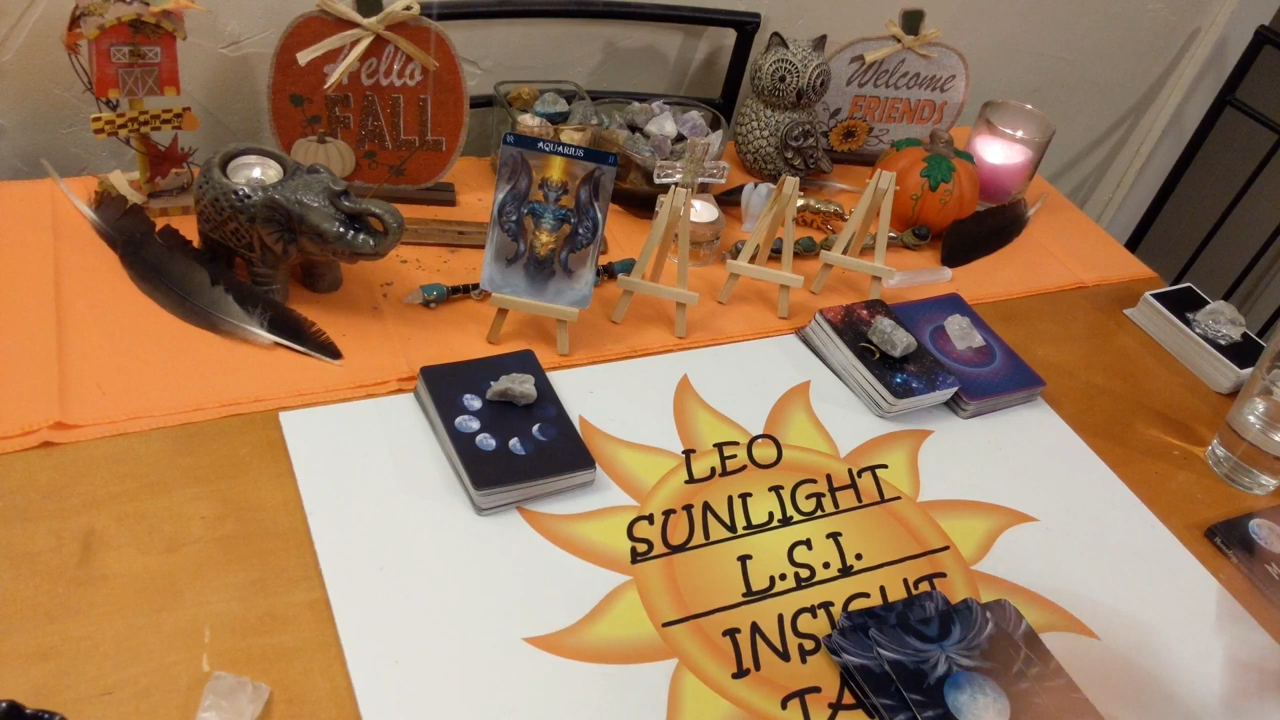 Hello
FALL
Welcome
FRIENDS
AQUARIUS
LEO
SUNLIGHT
L.S.I.
INSIGHT